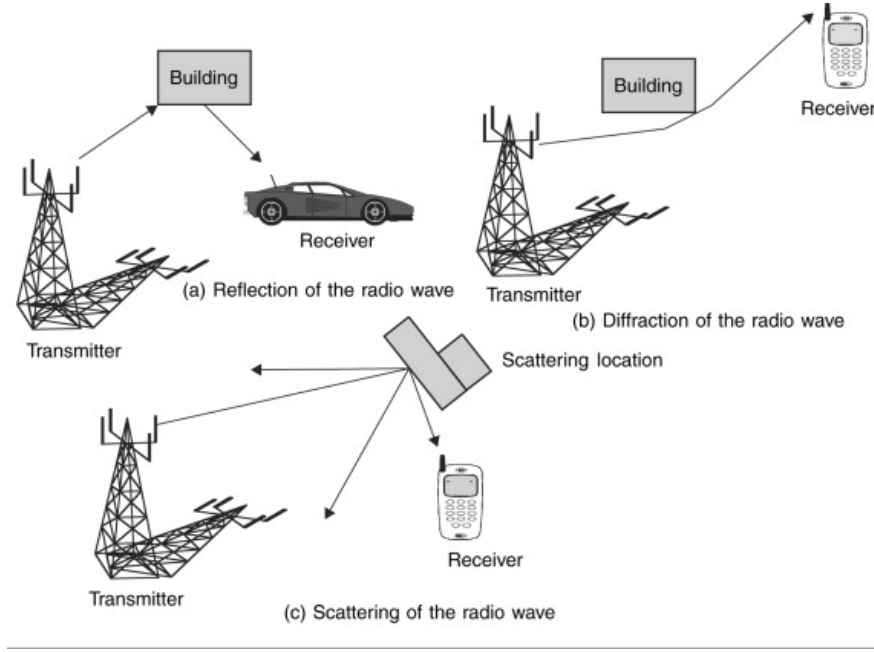 Building
Receiver
Transmitter
(a) Reflection of the radio wave
Building
Receiver
Transmitter
(b) Diffraction of the radio wave
Scattering location
Receiver
Transmitter
(c) Scattering of the radio wave